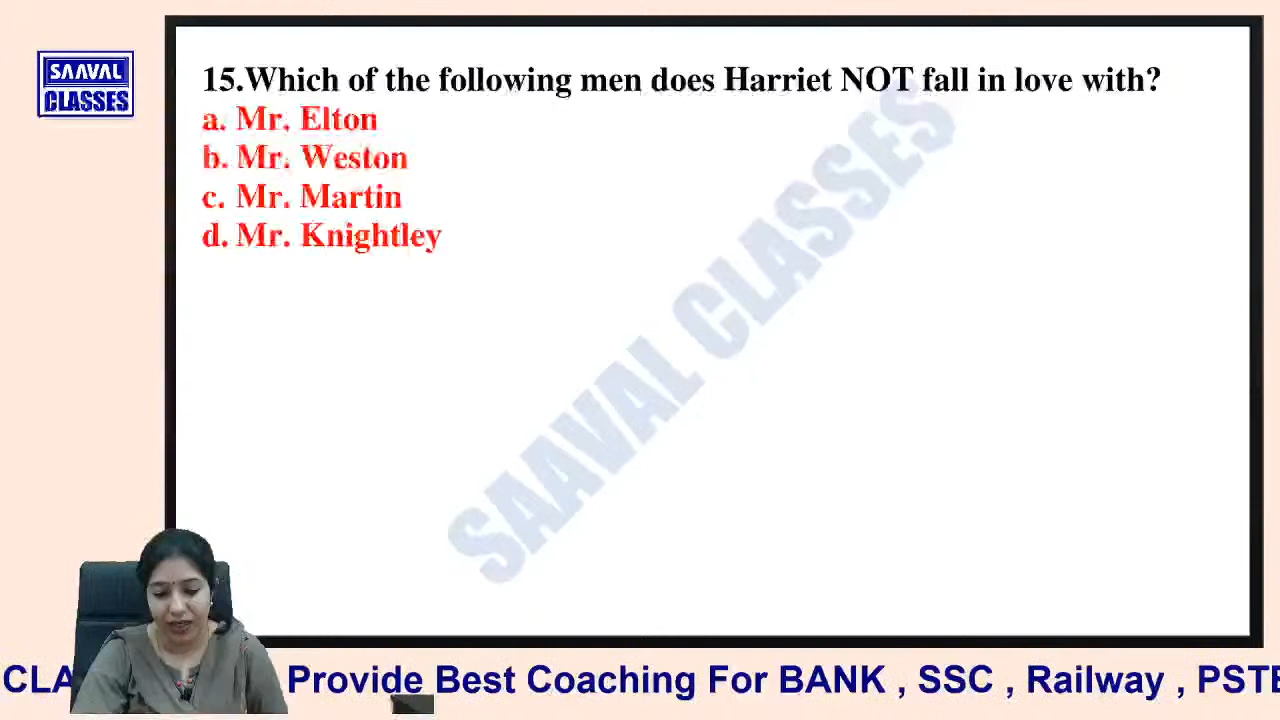 SAAVAL
CLASSES
15.Which of the following men does Harriet NOT fall in love with?
a. Mr. Elton
b. Mr. Weston
c. Mr. Martin
d. Mr. Knightley
SAAVAL CLASSES
CLA Provide Best Coaching For BANK , SSC , Railway , PSTE